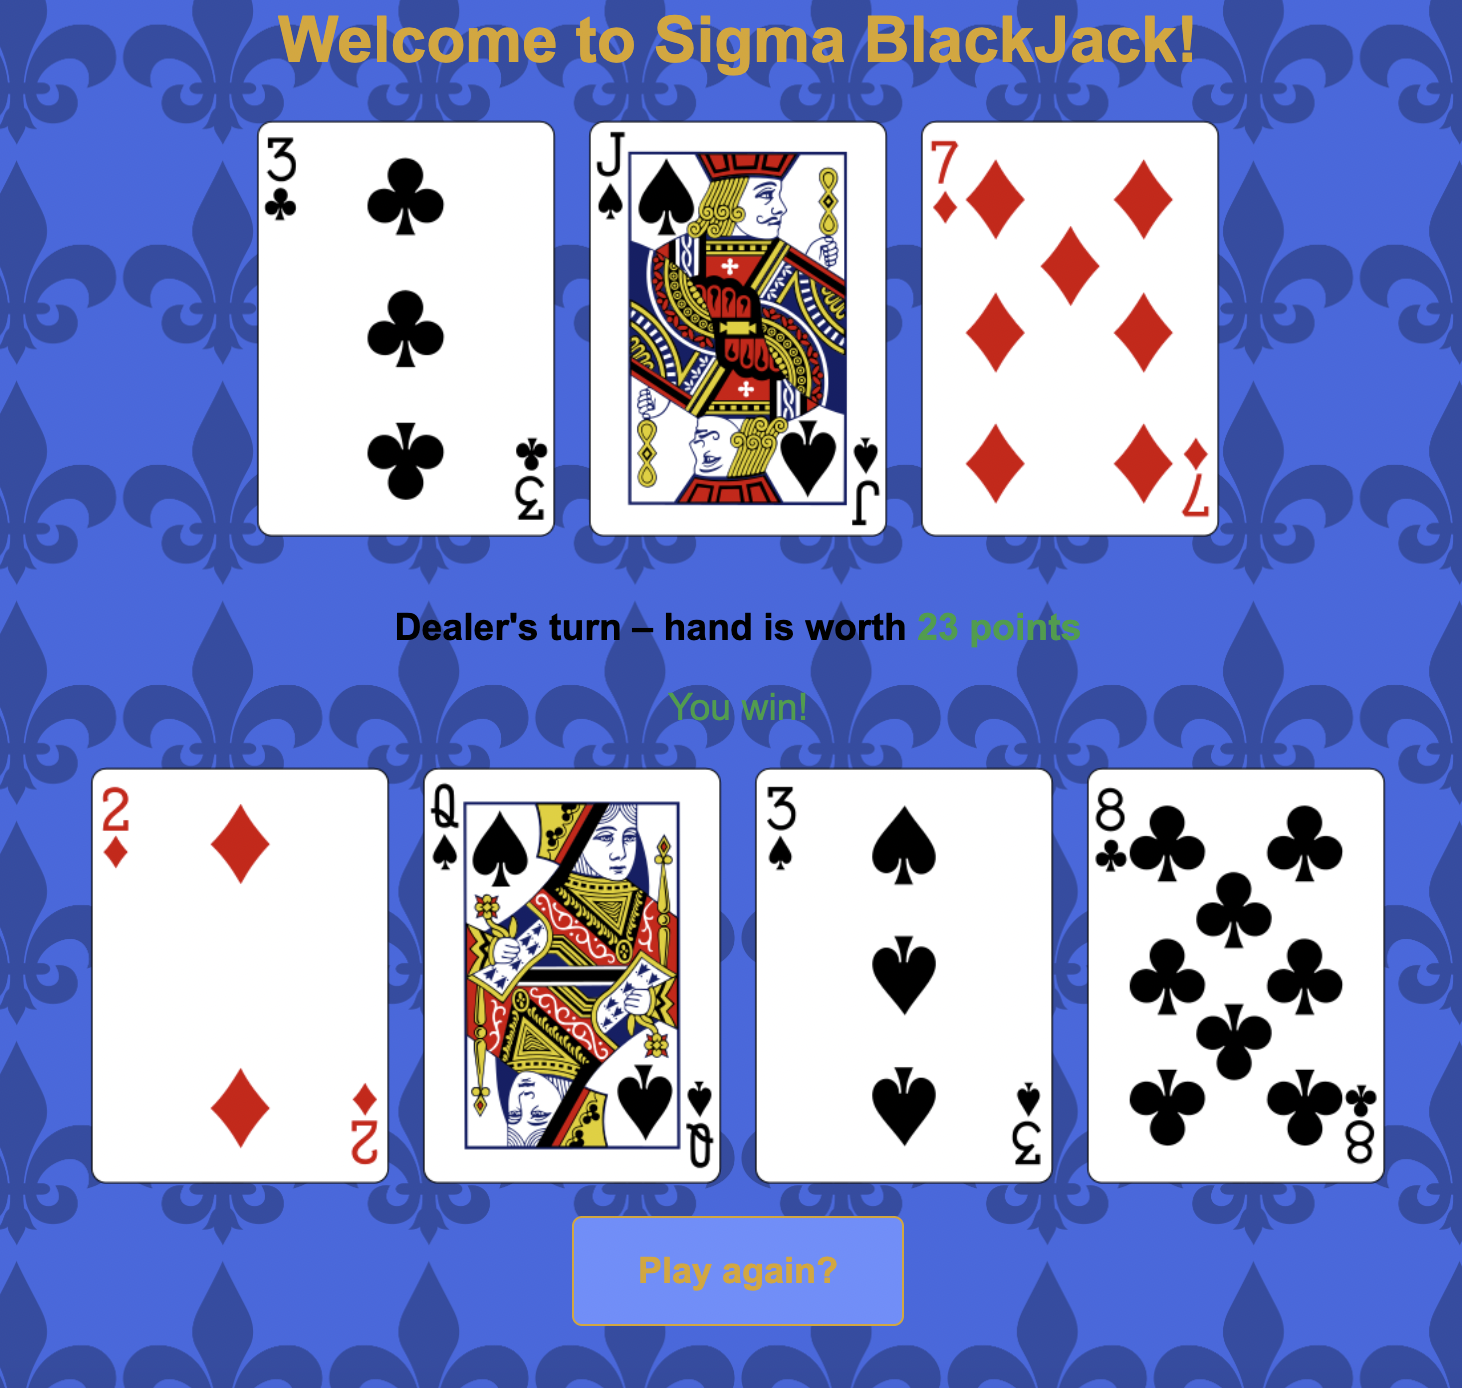 Welcome to Sigma BlackJack!
3 J 7
3 J 7
Dealer's turn – hand is worth 23 points
You win!
2 Q 3 8
2 Q 3 8
Play again?